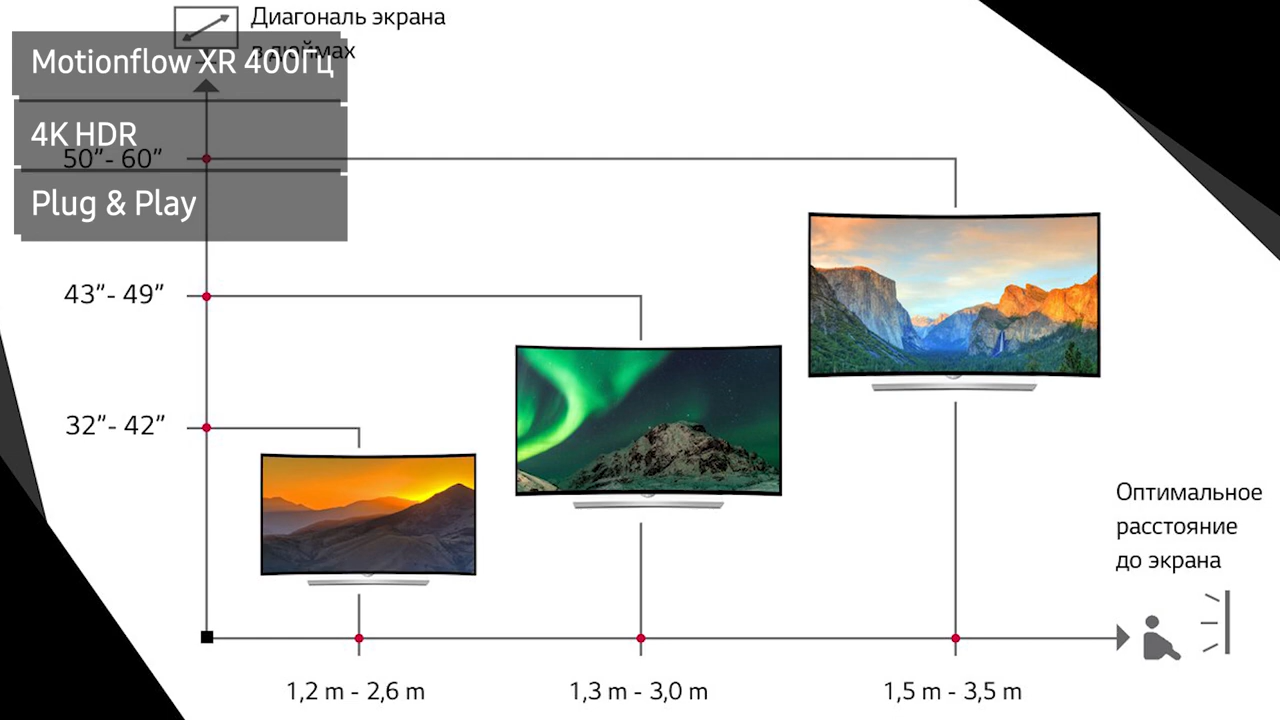 Диагональ экрана
в дюймах
Motionflow XR 400Гц
4K HDR
50”- 60”
Plug & Play
43”- 49”
32”- 42”
Оптимальное
расстояние
до экрана
1,2 m - 2,6 m
1,3 m - 3,0 m
1,5 m - 3,5 m